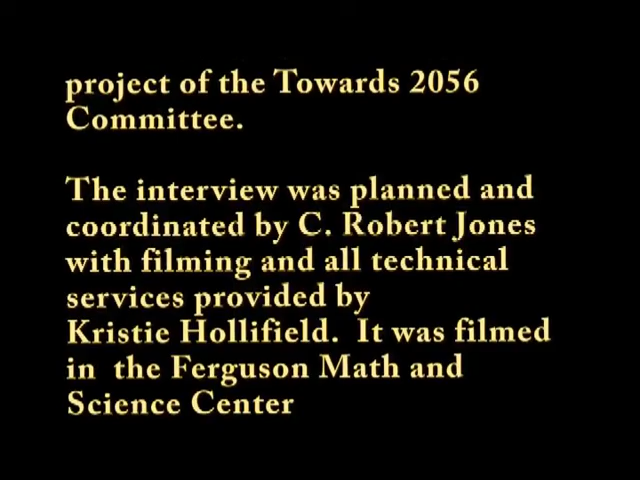 project of the Towards 2056
Committee.
The interview was planned and
coordinated by C. Robert Jones
with filming and all technical
services provided by
Kristie Hollifield. It was filmed
in the Ferguson Math and
Science Center